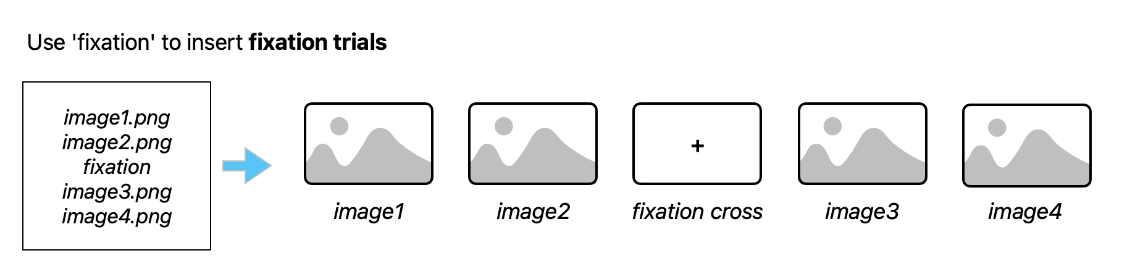 Use 'fixation' to insert fixation trials
image1.png
image2.png
fixation
image3.png
image4.png
+
image1
image2
fixation cross
image3
image4